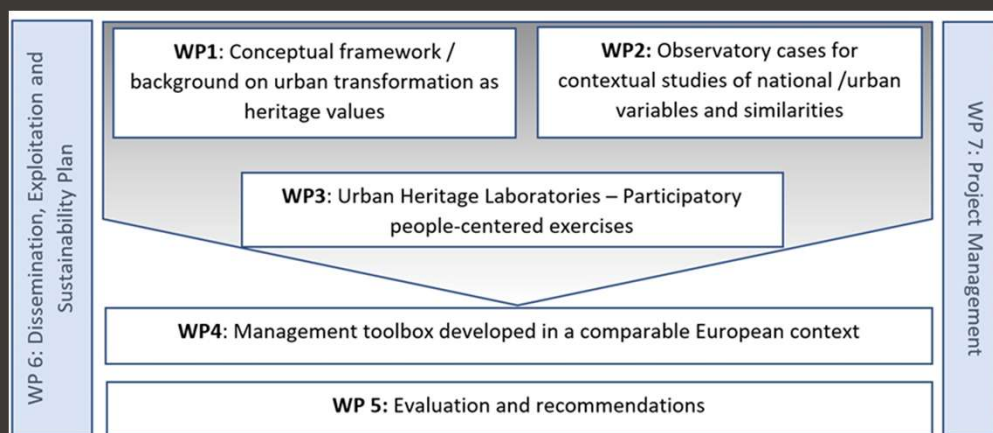 WP 6: Dissemination, Exploitation and
Sustainability Plan
WP1: Conceptual framework /
background on urban transformation as
heritage values
WP2: Observatory cases for
contextual studies of national /urban
variables and similarities
WP3: Urban Heritage Laboratories – Participatory
people-centered exercises
WP4: Management toolbox developed in a comparable European context
WP 5: Evaluation and recommendations
WP 7: Project Management